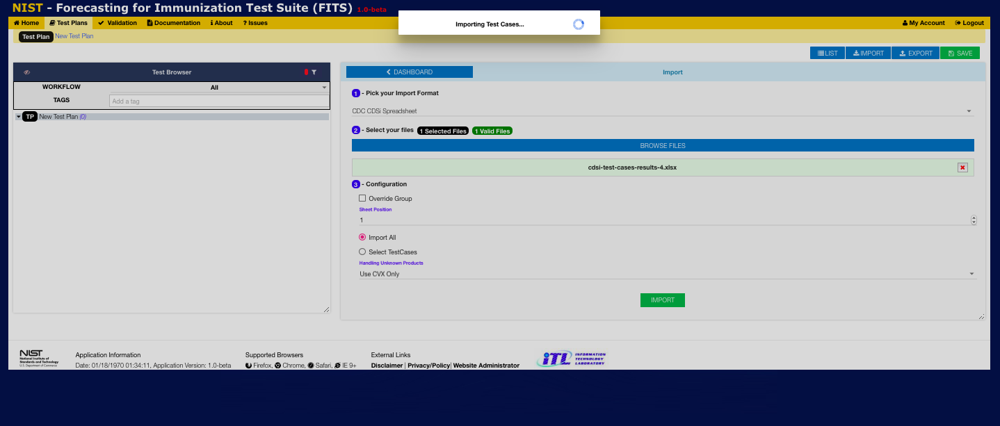 NIST - Forecasting for Immunization Test Suite (FITS) 1.0-beta
Importing Test Cases...
Home Test Plans Validation Documentation About Issues My Account Logout
Test Plan New Test Plan
LIST IMPORT EXPORT SAVE
Test Browser
WORKFLOW All
TAGS Add a tag
TP New Test Plan (0)
DASHBOARD Import
1 - Pick your Import Format
CDC CDSi Spreadsheet
2 - Select your files 1 Selected Files 1 Valid Files
BROWSE FILES
cdsi-test-cases-results-4.xlsx
3 - Configuration
Override Group
Sheet Position
1
Import All
Select TestCases
Handling Unknown Products
Use CVX Only
IMPORT
NIST
National Institute of
Standards and Technology
U.S. Department of Commerce
Application Information
Date: 01/18/1970 01:34:11, Application Version: 1.0-beta
Supported Browsers
Firefox, Chrome, Safari, IE 9+
External Links
Disclaimer | Privacy/Policy| Website Administrator
ITL INFORMATION
TECHNOLOGY
LABORATORY